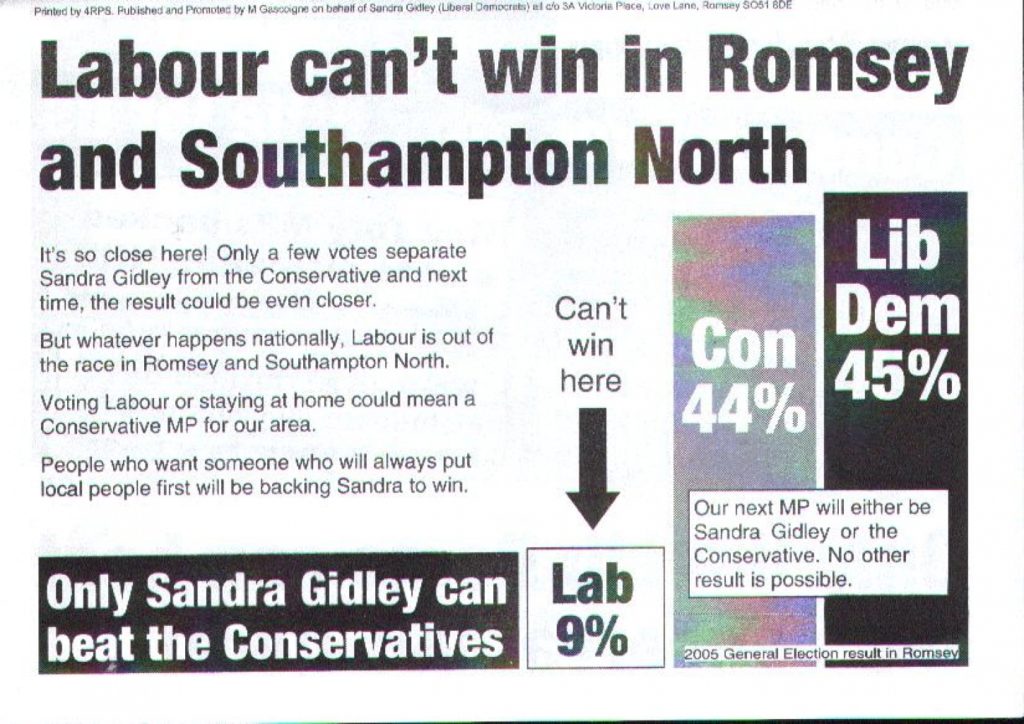 Printed by 4RPS. Published and Promoted by M Gascoigne on behalf of Sandra Gidley (Liberal Democrats) all c/o 3A Victoria Place, Love Lane, Romsey SO51 8DE
Labour can't win in Romsey
and Southampton North
It's so close here! Only a few votes separate
Sandra Gidley from the Conservative and next
time, the result could be even closer.
But whatever happens nationally, Labour is out of
the race in Romsey and Southampton North.
Voting Labour or staying at home could mean a
Conservative MP for our area.
People who want someone who will always put
local people first will be backing Sandra to win.
Only Sandra Gidley can
beat the Conservatives
Can't
win
here
Lab
9%
Con
44%
Lib
Dem
45%
Our next MP will either be
Sandra Gidley or the
Conservative. No other
result is possible.
2005 General Election result in Romsey